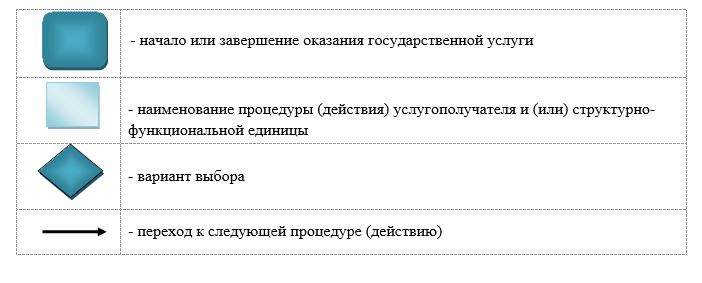 - начало или завершение оказания государственной услуги
- наименование процедуры (действия) услугополучателя и (или) структурно-
функциональной единицы
- вариант выбора
- переход к следующей процедуре (действию)